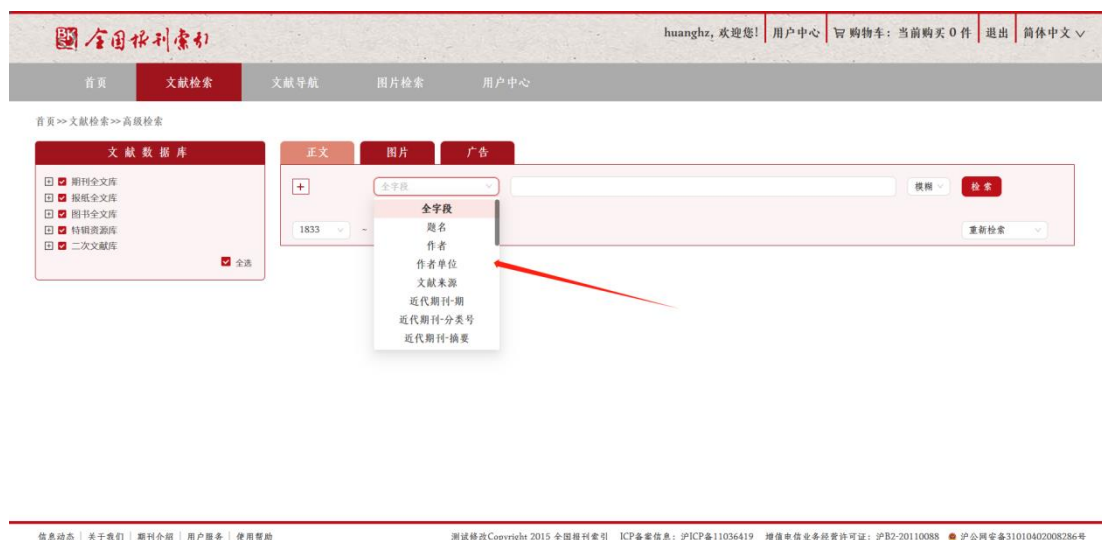 全国报刊索引
huanghz, 欢迎您! 用户中心 购物车: 当前购买 0 件 退出 简体中文
首页 文献检索 文献导航 图片检索 用户中心
首页>>文献检索>>高级检索
文献数据库
期刊全文库
报纸全文库
图书全文库
特辑资源库
二次文献库
全选
正文 图片 广告
全字段 模糊 检索
1833 - 重新检索
全字段
题名
作者
作者单位
文献来源
近代期刊-期
近代期刊-分类号
近代期刊-摘要
信息动态 | 关于我们 | 期刊介绍 | 用户服务 | 使用帮助 测试修改Copyright 2015 全国报刊索引 ICP备案信息: 沪ICP备11036419 增值电信业务经营许可证: 沪B2-20110088 沪公网安备31010402008286号